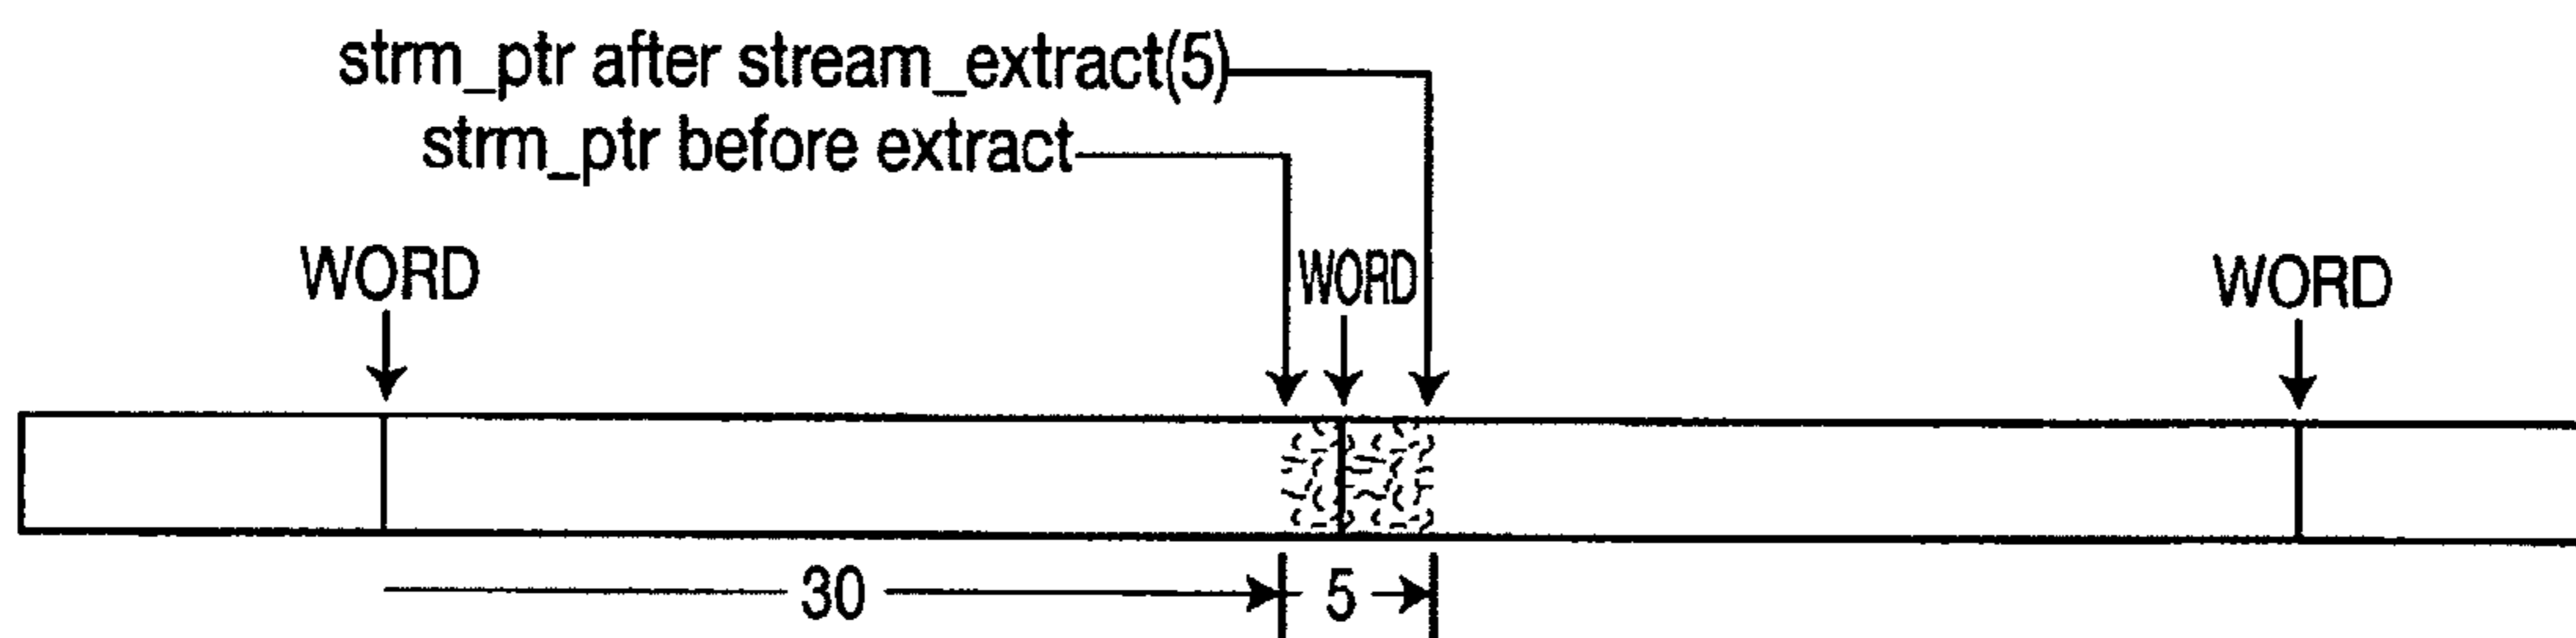 strm_ptr after stream_extract(5)
strm_ptr before extract
WORD
WORD
WORD
30
5